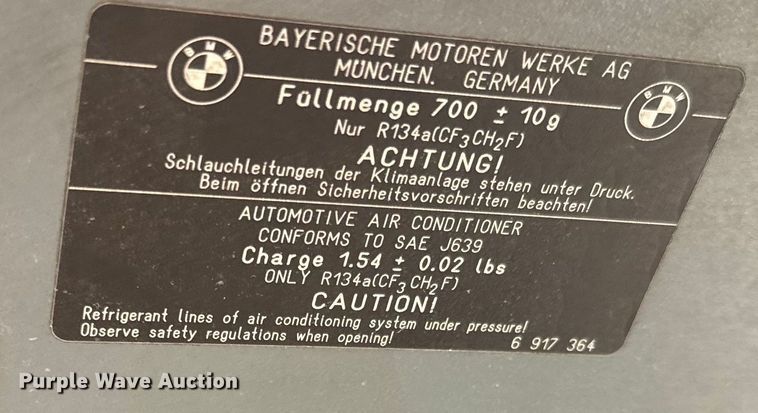 BMW
BAYERISCHE MOTOREN WERKE AG
MÜNCHEN. GERMANY
BMW
Füllmenge 700 ± 10g
Nur R134a(CF3CH2F)
ACHTUNG!
Schlauchleitungen der Klimaanlage stehen unter Druck.
Beim öffnen Sicherheitsvorschriften beachten!
AUTOMOTIVE AIR CONDITIONER
CONFORMS TO SAE J639
Charge 1.54 ± 0.02 lbs
ONLY R134a(CF3CH2F)
CAUTION!
Refrigerant lines of air conditioning system under pressure!
Observe safety regulations when opening!
6 917 364
Purple Wave Auction